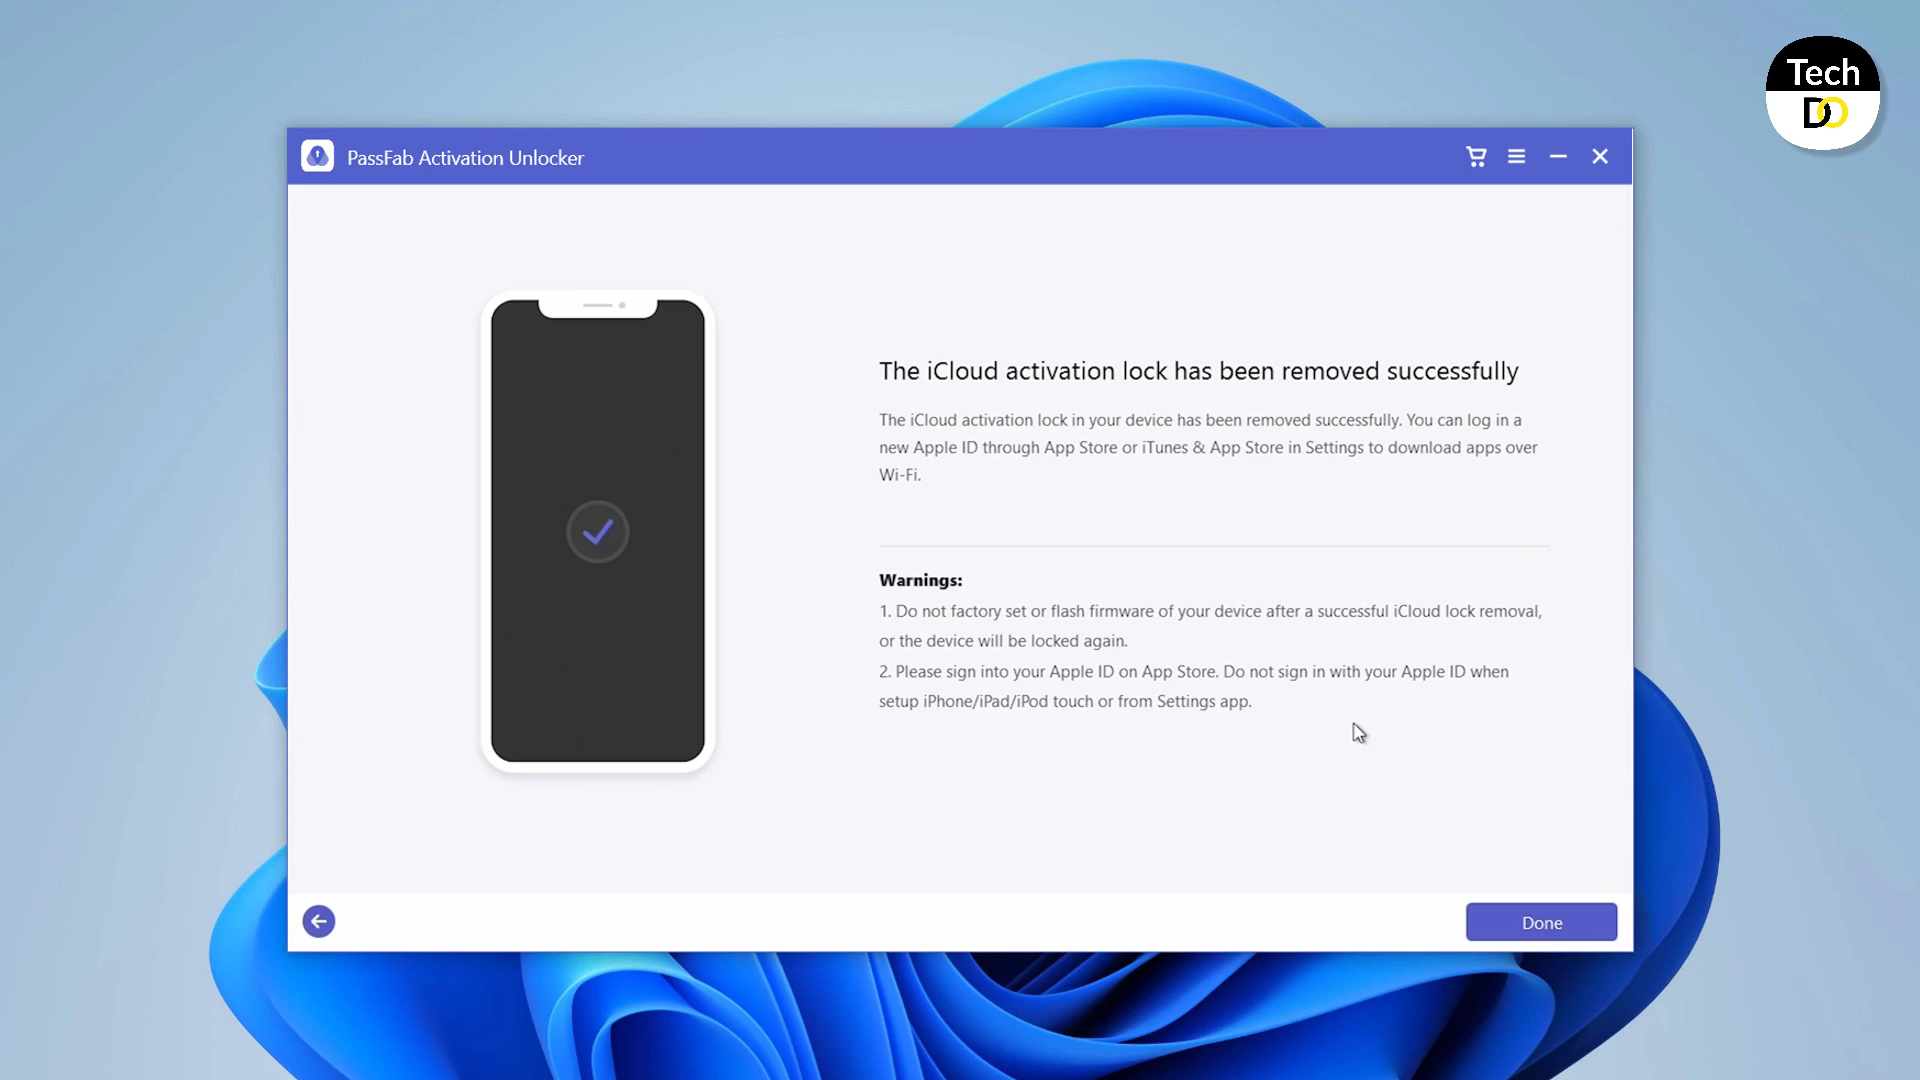 Tech
DO
PassFab Activation Unlocker
The iCloud activation lock has been removed successfully
The iCloud activation lock in your device has been removed successfully. You can log in a
new Apple ID through App Store or iTunes & App Store in Settings to download apps over
Wi-Fi.
Warnings:
1. Do not factory set or flash firmware of your device after a successful iCloud lock removal,
or the device will be locked again.
2. Please sign into your Apple ID on App Store. Do not sign in with your Apple ID when
setup iPhone/iPad/iPod touch or from Settings app.
Done